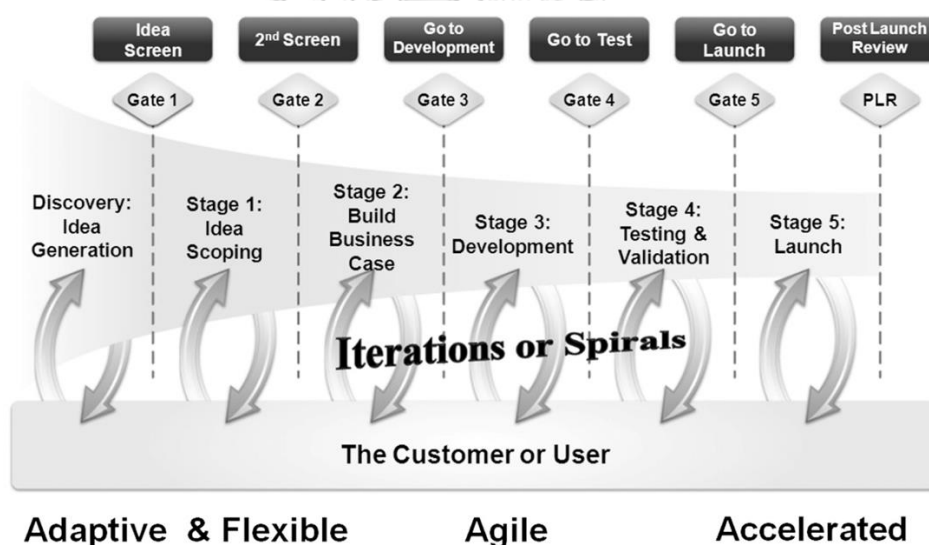 Idea
Screen
2nd Screen
Go to
Development
Go to Test
Go to
Launch
Post Launch
Review
Gate 1
Gate 2
Gate 3
Gate 4
Gate 5
PLR
Discovery:
Idea
Generation
Stage 1:
Idea
Scoping
Stage 2:
Build
Business
Case
Stage 3:
Development
Stage 4:
Testing &
Validation
Stage 5:
Launch
Iterations or Spirals
The Customer or User
Adaptive & Flexible
Agile
Accelerated